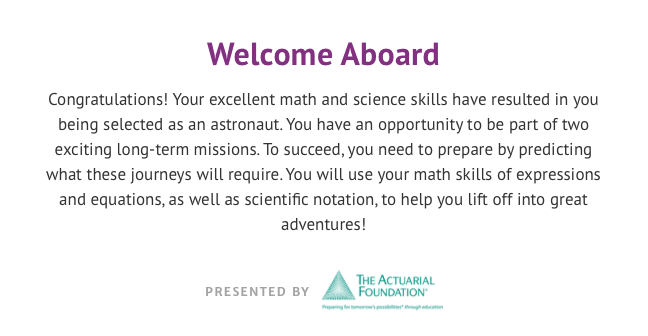 Welcome Aboard
Congratulations! Your excellent math and science skills have resulted in you
being selected as an astronaut. You have an opportunity to be part of two
exciting long-term missions. To succeed, you need to prepare by predicting
what these journeys will require. You will use your math skills of expressions
and equations, as well as scientific notation, to help you lift off into great
adventures!
PRESENTED BY
THE ACTUARIAL
FOUNDATION®
Preparing for tomorrow's possibilities® through education